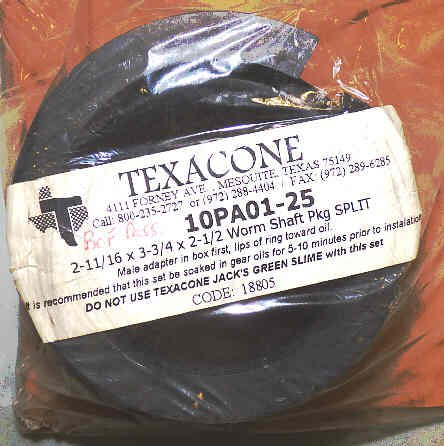 TEXACONE
4111 FORNEY AVE., MESQUITE, TEXAS 75149
Call: 800-235-2727 or (972) 288-4404 / FAX: (972) 289-6285
10PA01-25
2-11/16 x 3-3/4 x 2-1/2 Worm Shaft Pkg SPLIT
Male adapter in box first, lips of ring toward oil.
It is recommended that this set be soaked in gear oils for 5-10 minutes prior to installation
DO NOT USE TEXACONE JACK'S GREEN SLIME with this set
CODE: 18805